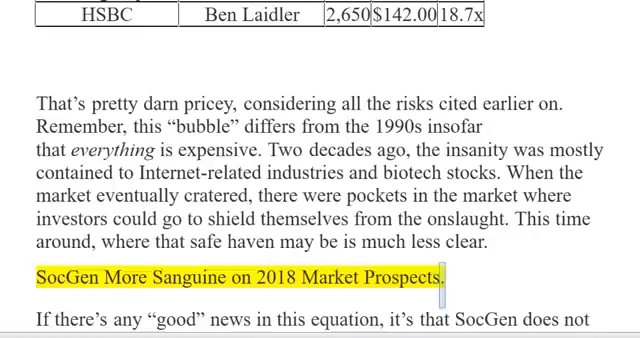 HSBC Ben Laidler 2,650 $142.00 18.7x
That’s pretty darn pricey, considering all the risks cited earlier on.
Remember, this “bubble” differs from the 1990s insofar
that everything is expensive. Two decades ago, the insanity was mostly
contained to Internet-related industries and biotech stocks. When the
market eventually cratered, there were pockets in the market where
investors could go to shield themselves from the onslaught. This time
around, where that safe haven may be is much less clear.
SocGen More Sanguine on 2018 Market Prospects.
If there’s any “good” news in this equation, it’s that SocGen does not